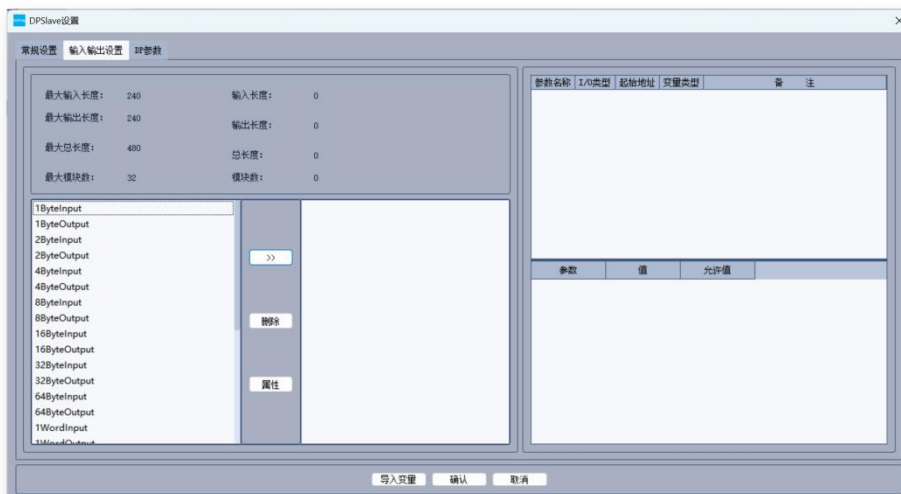 DPSlave设置
常规设置 输入输出设置 DP参数
最大输入长度: 240 输入长度: 0
最大输出长度: 240 输出长度: 0
最大总长度: 480 总长度: 0
最大模块数: 32 模块数: 0
1ByteInput
1ByteOutput
2ByteInput
2ByteOutput
4ByteInput
4ByteOutput
8ByteInput
8ByteOutput
16ByteInput
16ByteOutput
32ByteInput
32ByteOutput
64ByteInput
64ByteOutput
1WordInput
1WordOutput
>>
删除
属性
参数名称 I/O类型 起始地址 变量类型 备 注
参数 值 允许值
导入变量 确认 取消